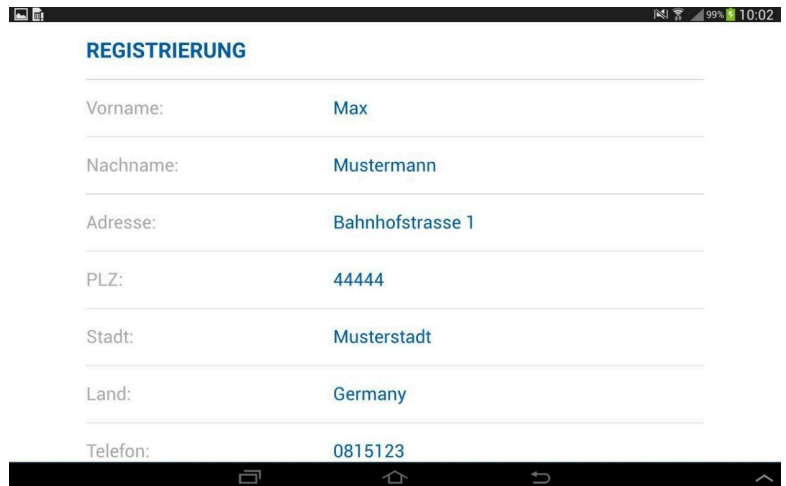 99% 10:02
REGISTRIERUNG
Vorname: Max
Nachname: Mustermann
Adresse: Bahnhofstrasse 1
PLZ: 44444
Stadt: Musterstadt
Land: Germany
Telefon: 0815123